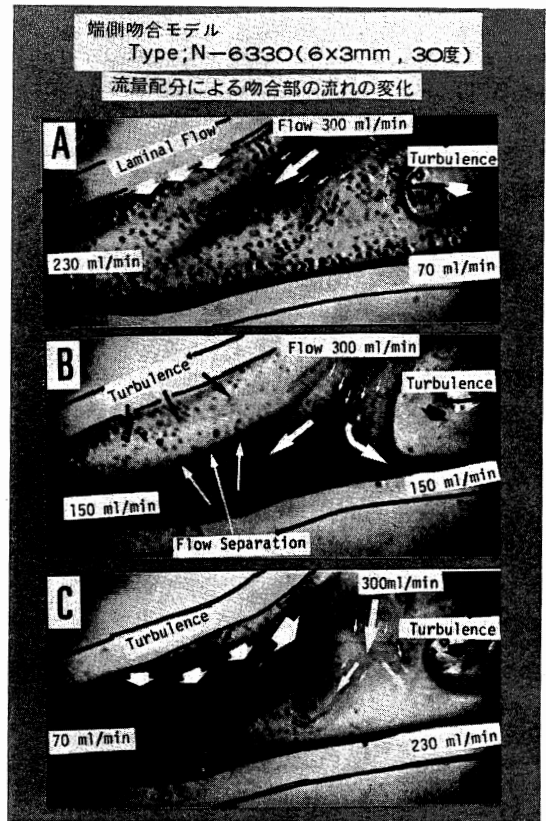 端側吻合モデル
Type;N—6330(6×3mm, 30度)
流量配分による吻合部の流れの変化
A
Laminal Flow
Flow 300 ml/min
Turbulence
230 ml/min
70 ml/min
B
Flow 300 ml/min
Turbulence
Turbulence
150 ml/min
150 ml/min
Flow Separation
C
300ml/min
Turbulence
Turbulence
70 ml/min
230 ml/min